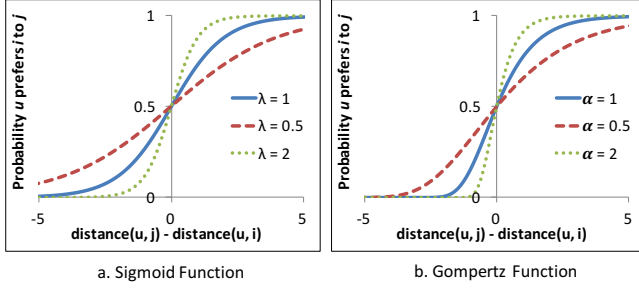 Probability u prefers i to j
1
0.5
0
-5
0
5
λ = 1
λ = 0.5
λ = 2
distance(u, j) - distance(u, i)
a. Sigmoid Function
Probability u prefers i to j
1
0.5
0
-5
0
5
α = 1
α = 0.5
α = 2
distance(u, j) - distance(u, i)
b. Gompertz Function